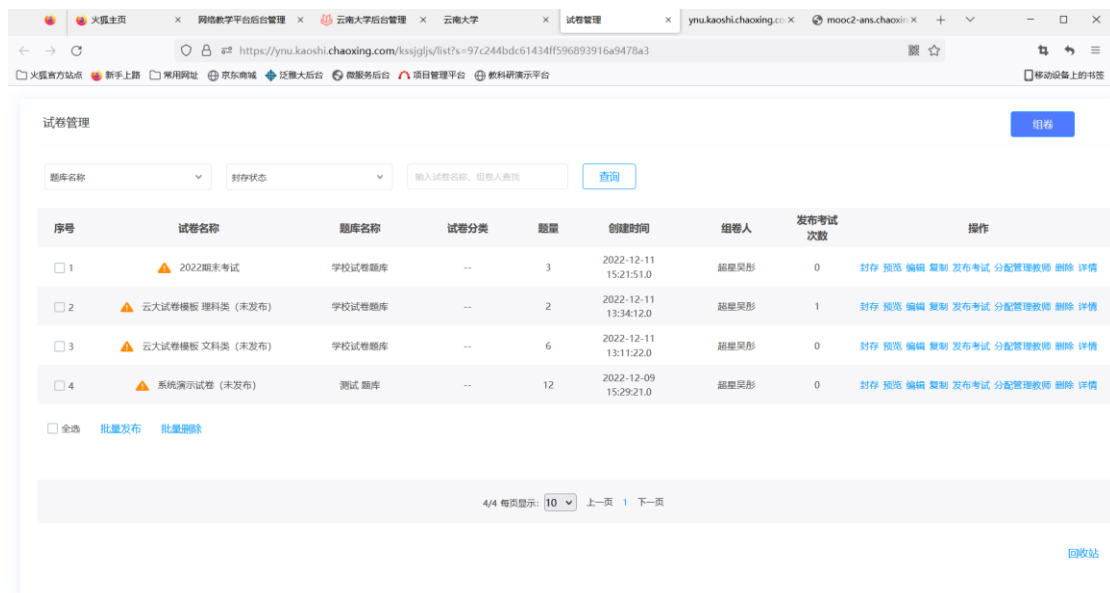 火狐主页 网络教学平台后台管理 云南大学后台管理 云南大学 试卷管理 ynu.kaoshi.chaoxing.co mooc2-ans.chaoxin
https://ynu.kaoshi.chaoxing.com/kssjgljs/list?s=97c244bdc61434ff596893916a9478a3
火狐官方站点 新手上路 常用网址 京东商城 泛雅大后台 微服务后台 项目管理平台 教科研演示平台 移动设备上的书签
试卷管理 组卷
题库名称 封存状态 输入试卷名称、组卷人查找 查询
序号 试卷名称 题库名称 试卷分类 题量 创建时间 组卷人 发布考试次数 操作
1 2022期末考试 学校试卷题库 -- 3 2022-12-11 15:21:51.0 超星吴彤 0 封存 预览 编辑 复制 发布考试 分配管理教师 删除 详情
2 云大试卷模板 理科类（未发布） 学校试卷题库 -- 2 2022-12-11 13:34:12.0 超星吴彤 1 封存 预览 编辑 复制 发布考试 分配管理教师 删除 详情
3 云大试卷模板 文科类（未发布） 学校试卷题库 -- 6 2022-12-11 13:11:22.0 超星吴彤 0 封存 预览 编辑 复制 发布考试 分配管理教师 删除 详情
4 系统演示试卷（未发布） 测试 题库 -- 12 2022-12-09 15:29:21.0 超星吴彤 0 封存 预览 编辑 复制 发布考试 分配管理教师 删除 详情
全选 批量发布 批量删除
4/4 每页显示: 10 上一页 1 下一页
回收站